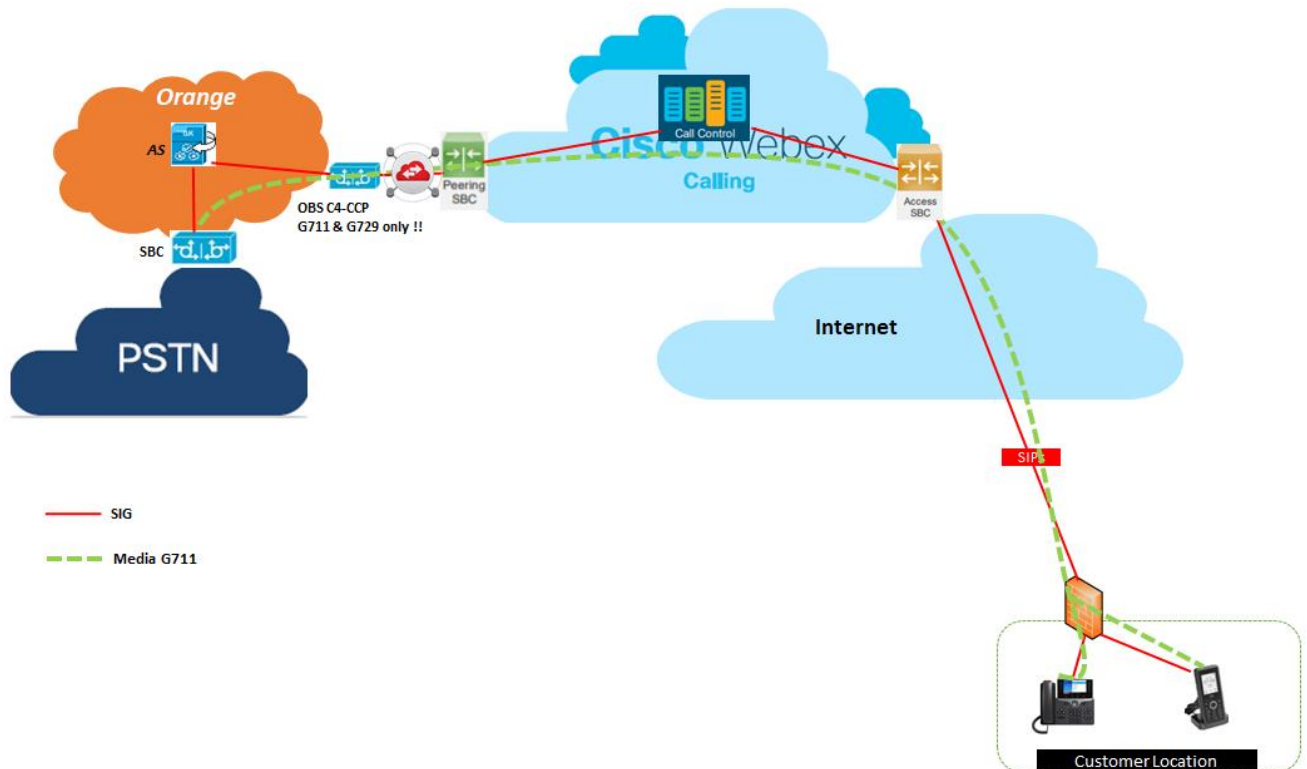 Orange
AS
SBC
PSTN
OBS C4-CCP
G711 & G729 only !!
Peering
SBC
Call Control
Cisco Webex
Calling
Access
SBC
Internet
SIPs
SIG
Media G711
Customer Location